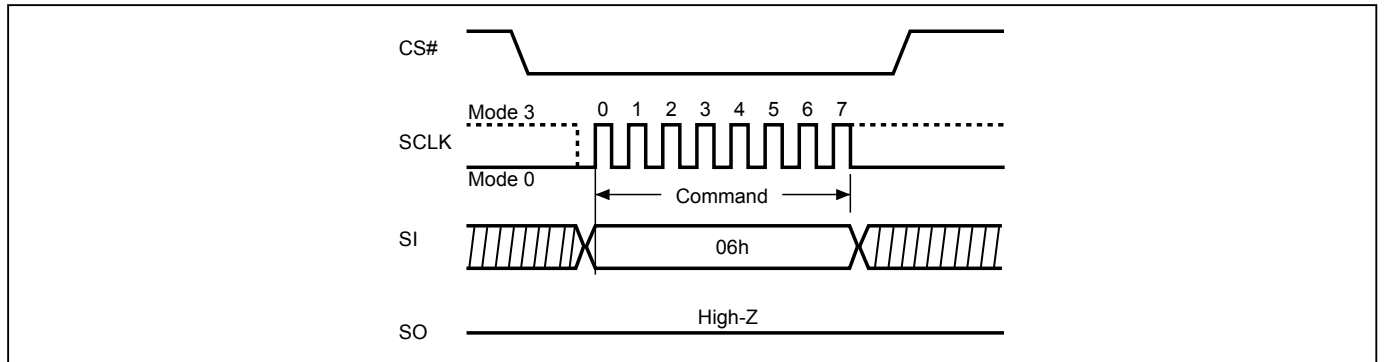 CS#
Mode 3
0 1 2 3 4 5 6 7
SCLK
Mode 0
Command
SI
06h
High-Z
SO